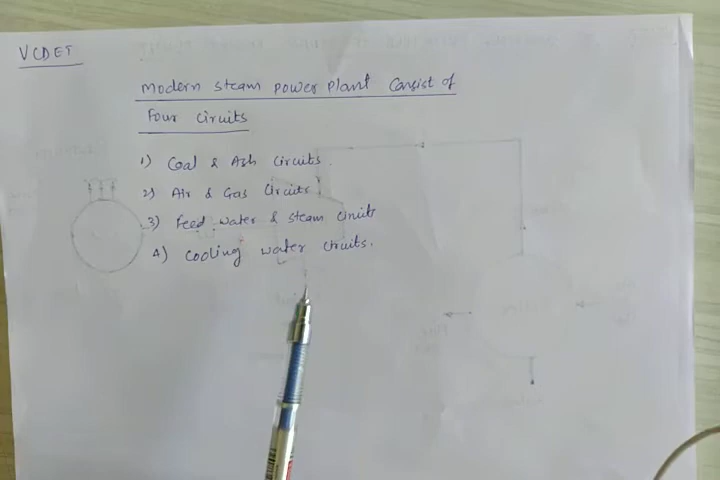 VCDET
Modern steam power plant consist of
Four circuits
1) Coal & Ash Circuits.
2) Air & Gas Circuits
3) Feed water & steam Ciruits
4) Cooling water circuits.